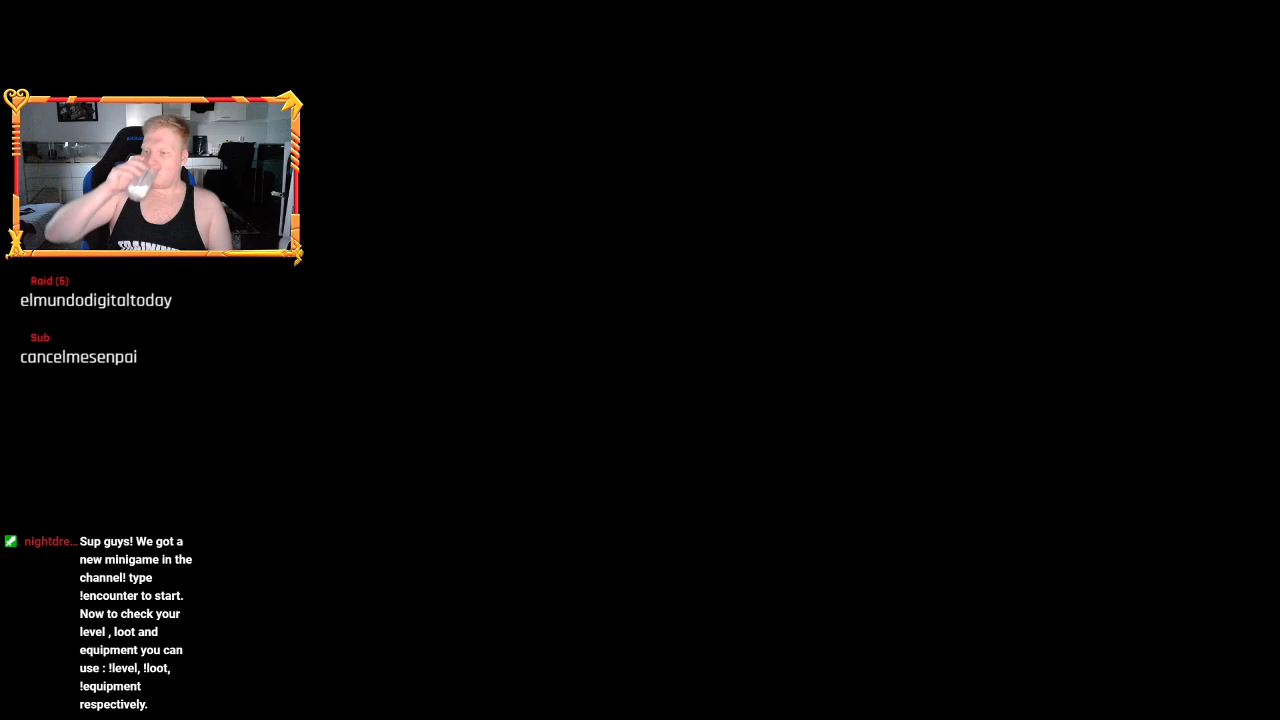 Raid (5)
elmundodigitaltoday
Sub
cancelmesenpai
nightdre... Sup guys! We got a
new minigame in the
channel! type
!encounter to start.
Now to check your
level , loot and
equipment you can
use : !level, !loot,
!equipment
respectively.